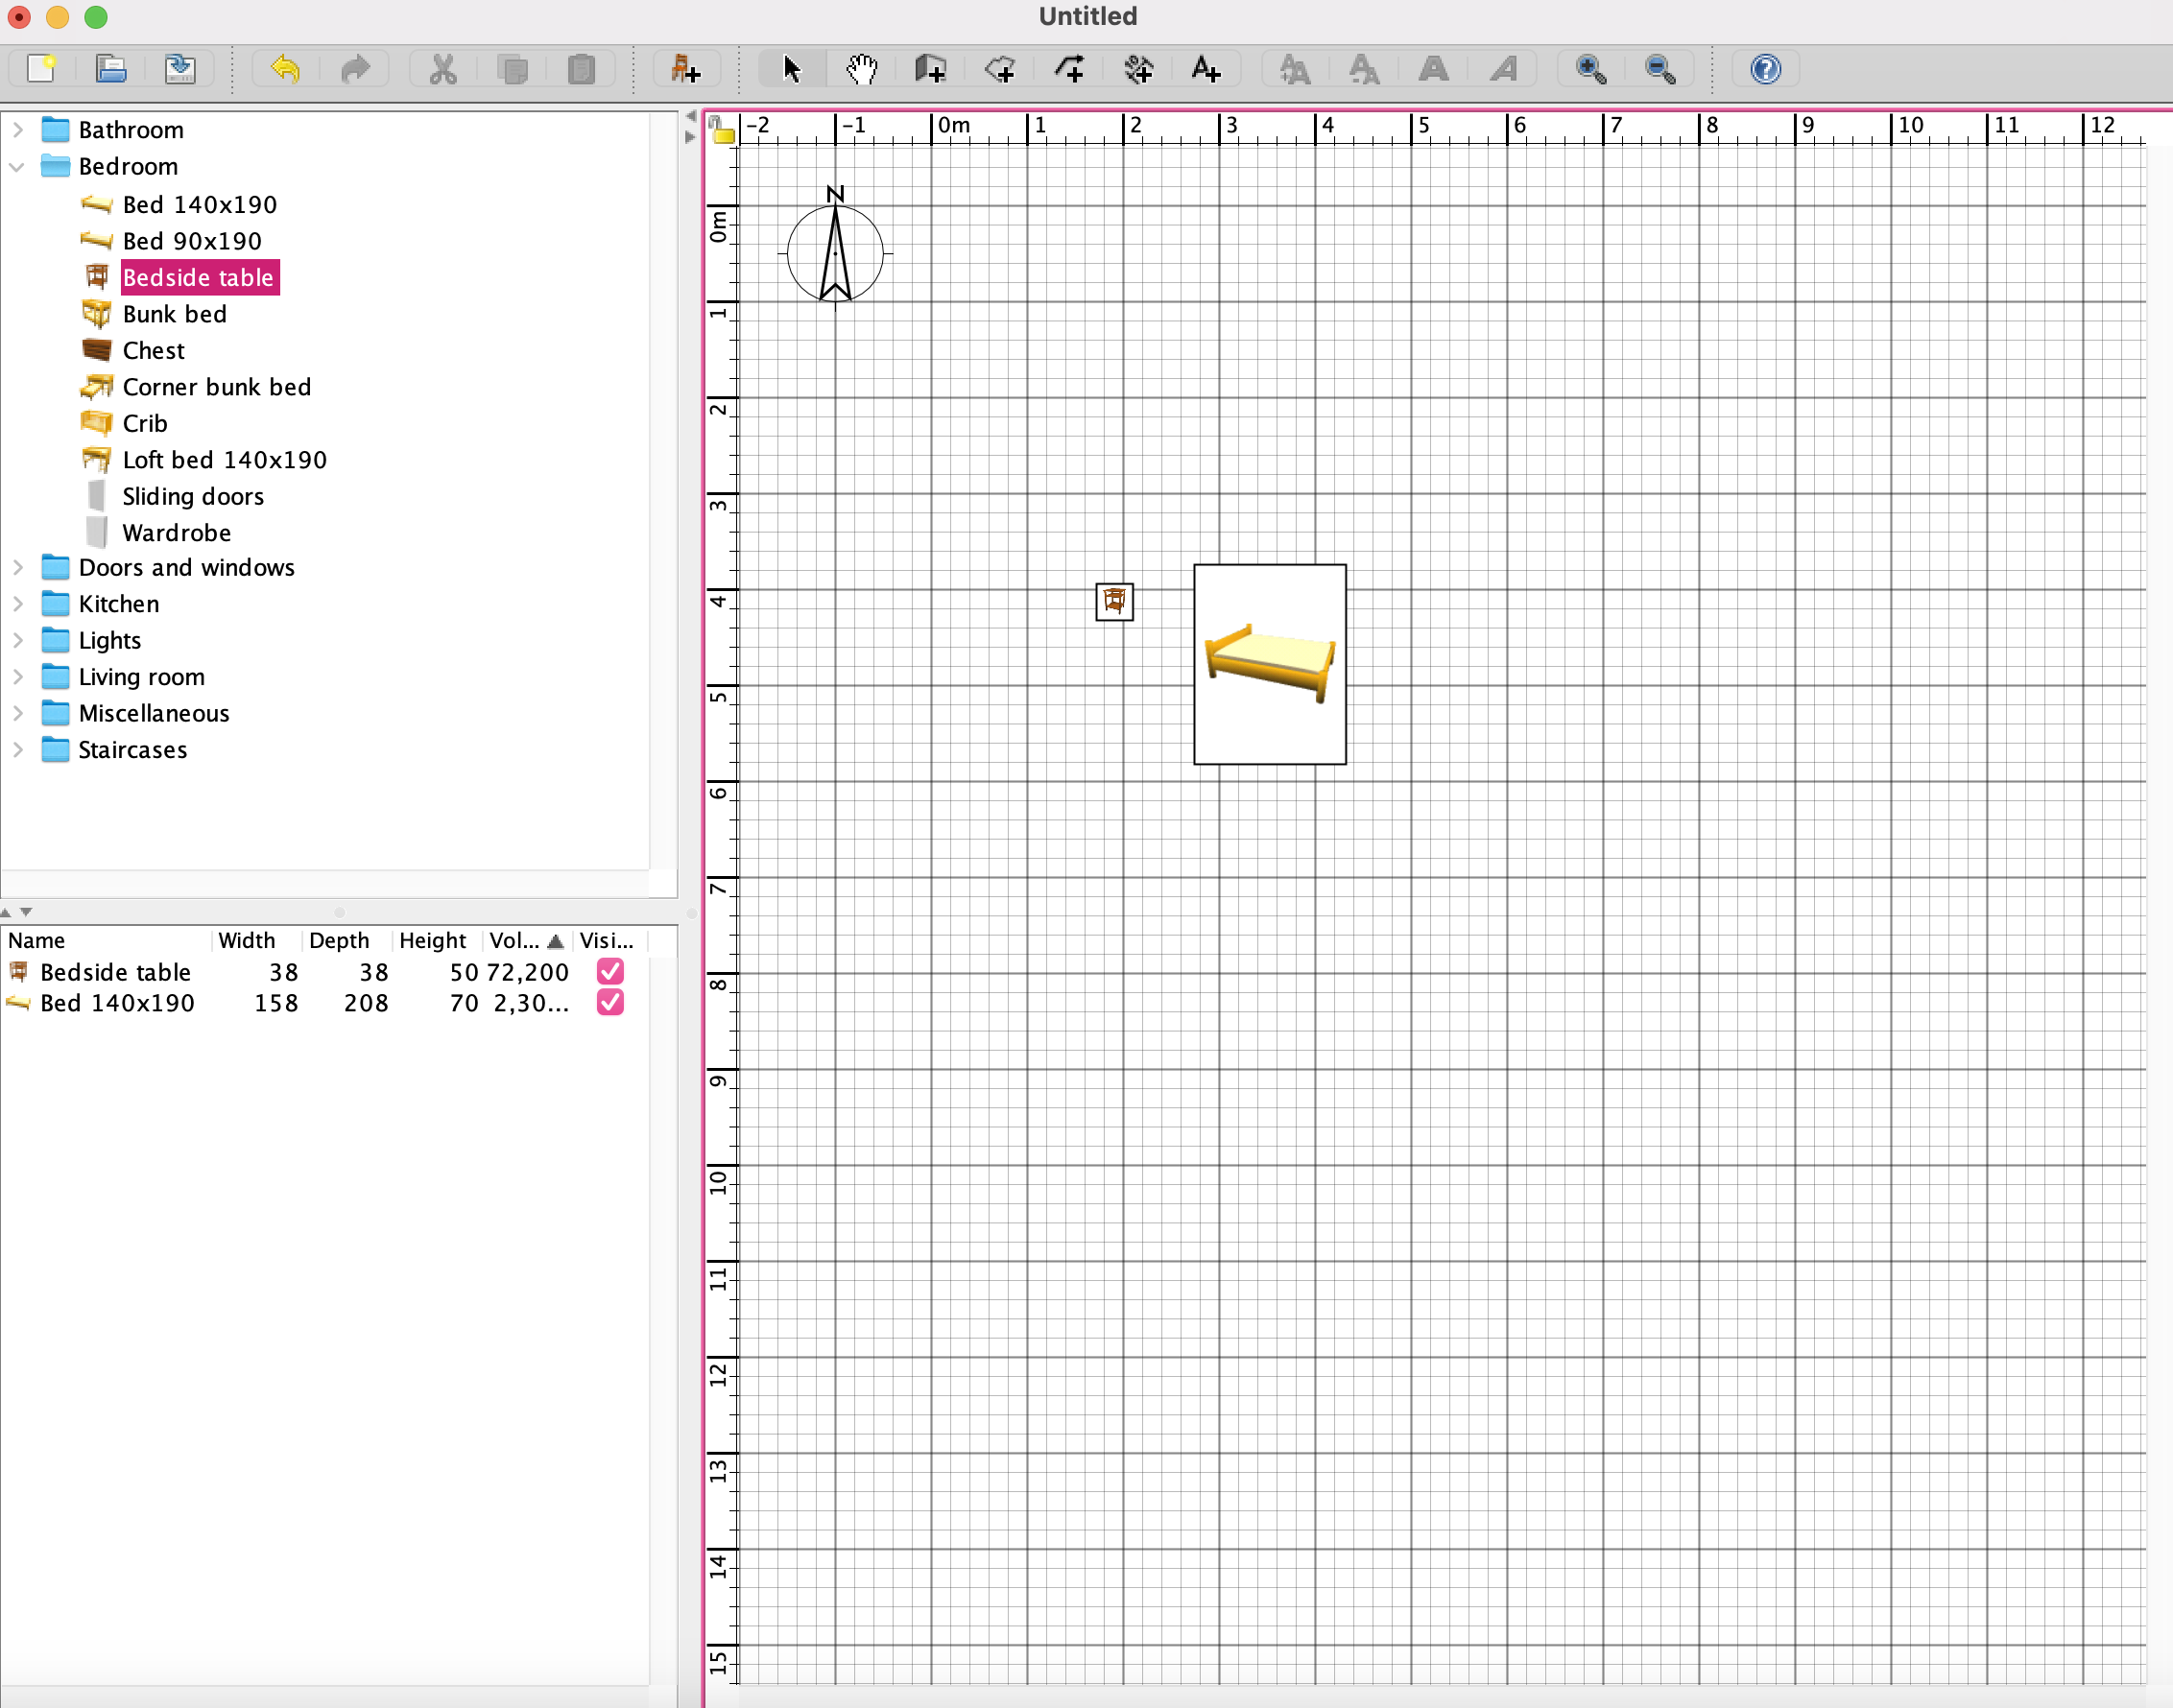 Untitled
Bathroom
Bedroom
Bed 140x190
Bed 90x190
Bedside table
Bunk bed
Chest
Corner bunk bed
Crib
Loft bed 140x190
Sliding doors
Wardrobe
Doors and windows
Kitchen
Lights
Living room
Miscellaneous
Staircases
Name Width Depth Height Vol... Visi...
Bedside table 38 38 50 72,200
Bed 140x190 158 208 70 2,30...
-2 -1 0m 1 2 3 4 5 6 7 8 9 10 11 12
N
0m
1
2
3
4
5
6
7
8
9
10
11
12
13
14
15